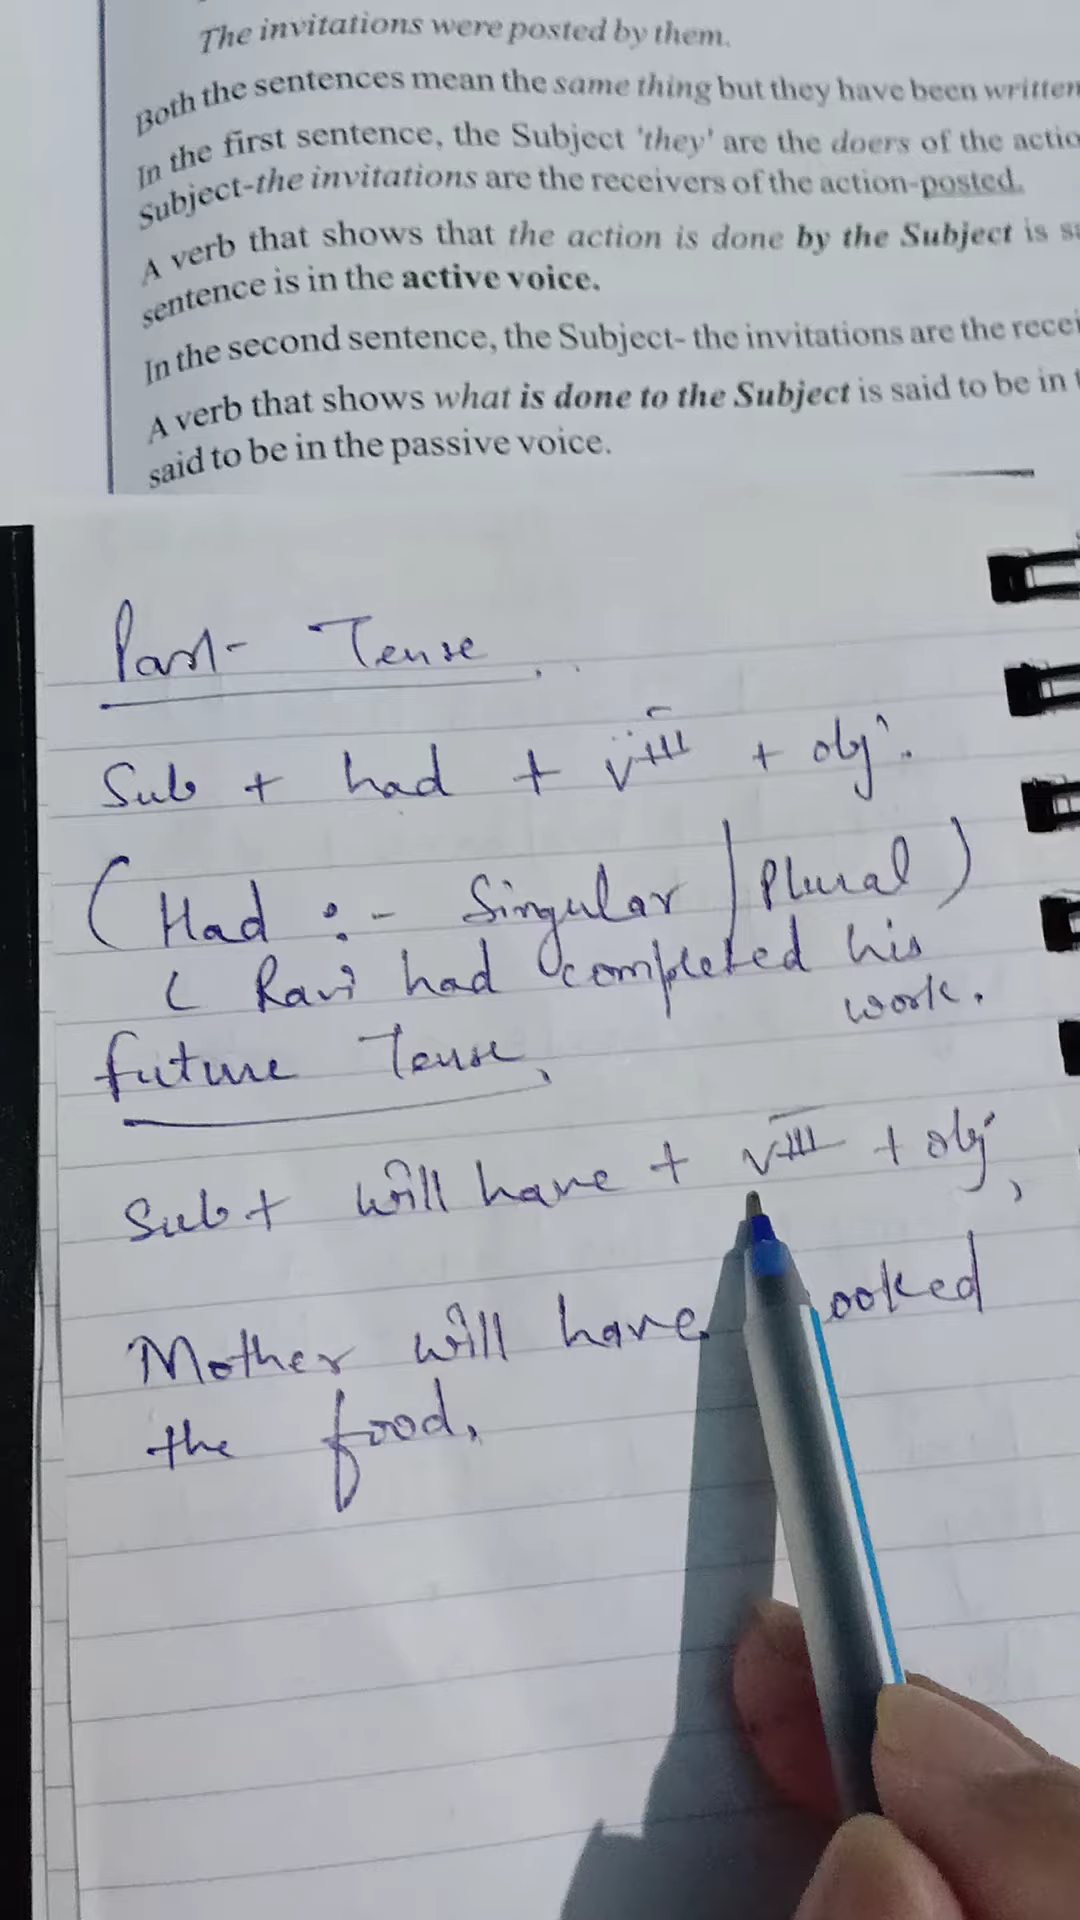 The invitations were posted by them.
Both the sentences mean the same thing but they have been written
In the first sentence, the Subject 'they' are the doers of the actio
Subject-the invitations are the receivers of the action-posted.
A verb that shows that the action is done by the Subject is s
sentence is in the active voice.
In the second sentence, the Subject- the invitations are the recei
A verb that shows what is done to the Subject is said to be in t
said to be in the passive voice.
Past Tense
Sub + had + vIII + obj.
(Had :- Singular / Plural)
( Ravi had completed his
work.
future Tense,
Sub + will have + vIII + obj,
Mother will have ooked
the food,